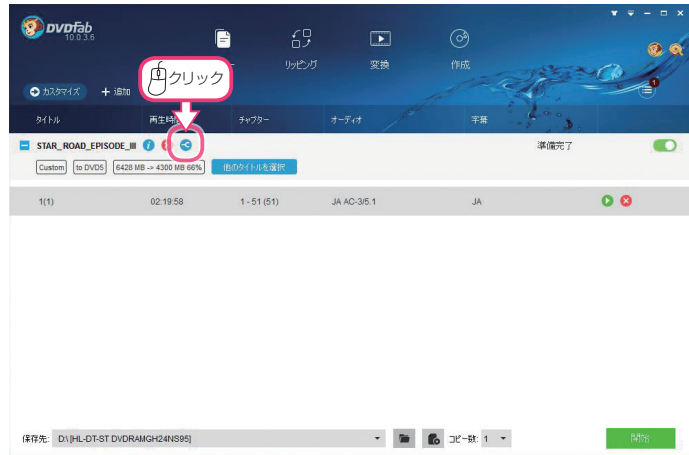 DVDFab
10.0.3.6
リッピング
変換
作成
クリック
カスタマイズ
+ 追加
1
タイトル
再生時
チャプター
オーディオ
字幕
STAR_ROAD_EPISODE_III
準備完了
Custom
to DVD5
6428 MB -> 4300 MB 66%
他のタイトルを選択
1(1)
02:19:58
1 - 51 (51)
JA AC-3/5.1
JA
保存先:
D:\ [HL-DT-ST DVDRAMGH24NS95]
コピー数:
1
開始